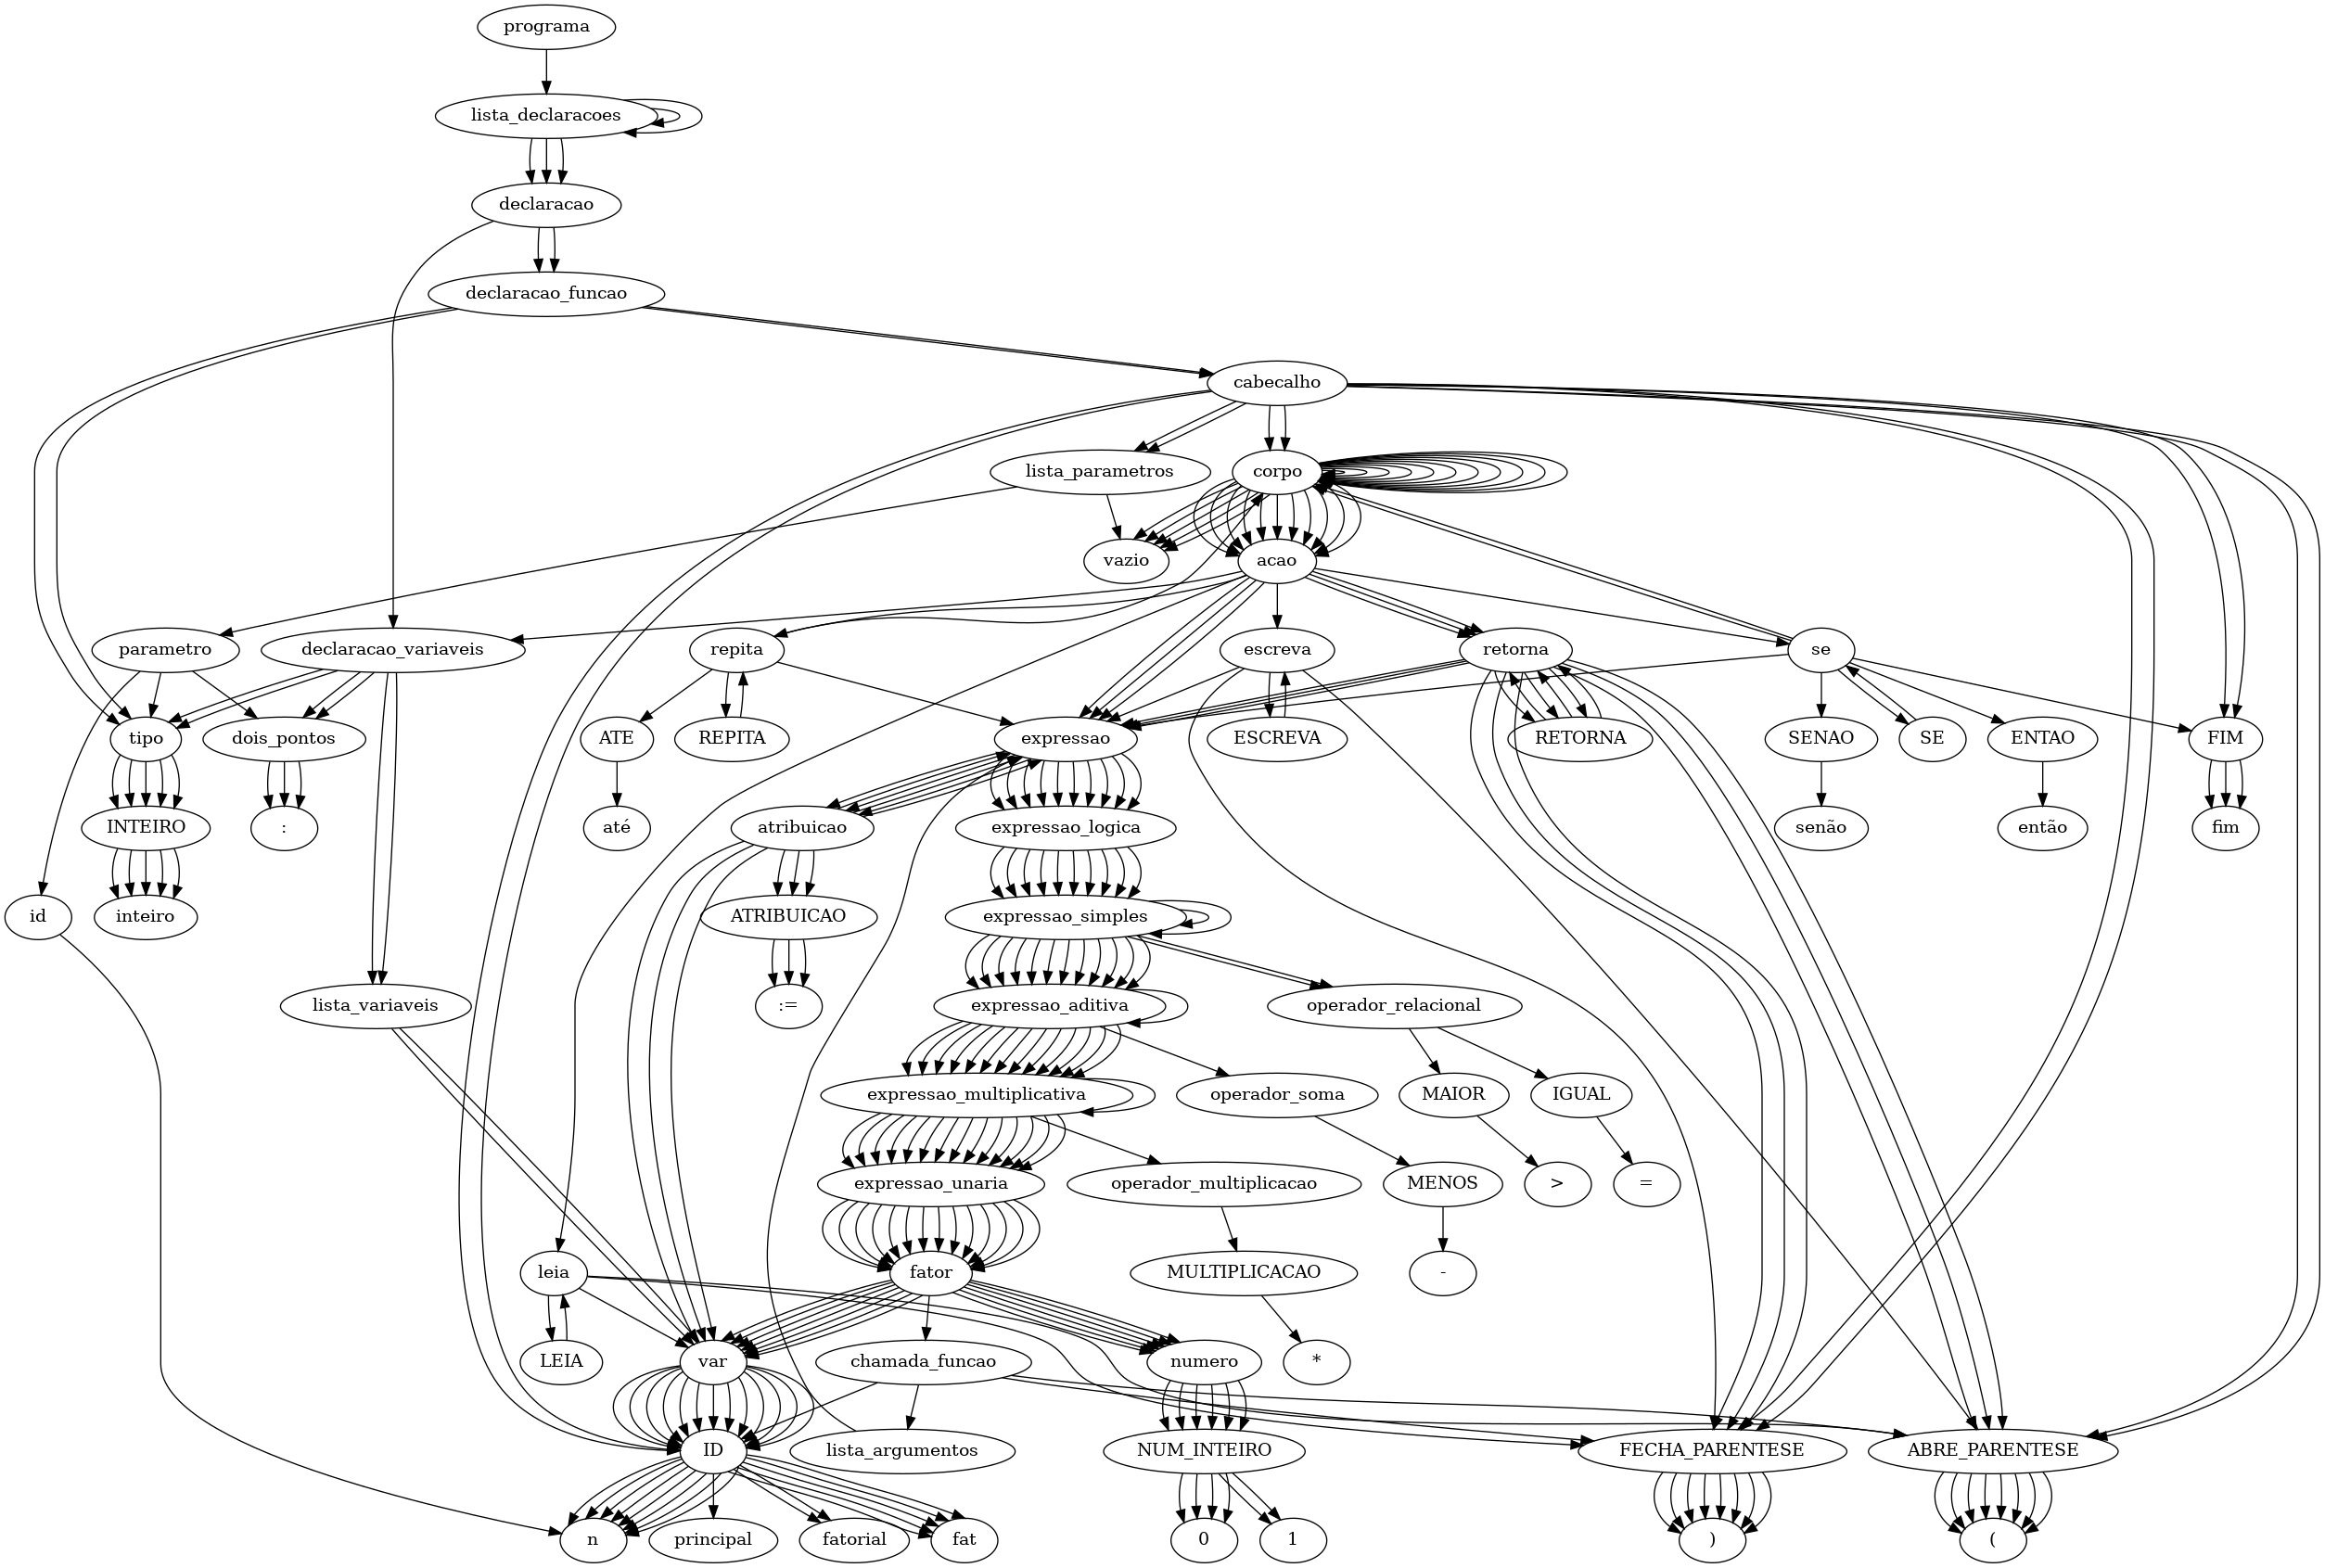 programa
lista_declaracoes
declaracao
declaracao_funcao
cabecalho
lista_parametros
corpo
vazio
acao
parametro
declaracao_variaveis
repita
escreva
retorna
se
tipo
dois_pontos
ATE
REPITA
expressao
ESCREVA
RETORNA
SENAO
SE
ENTAO
FIM
INTEIRO
:
até
atribuicao
expressao_logica
senão
então
fim
id
inteiro
ATRIBUICAO
expressao_simples
lista_variaveis
:=
expressao_aditiva
operador_relacional
expressao_multiplicativa
operador_soma
MAIOR
IGUAL
expressao_unaria
operador_multiplicacao
MENOS
>
=
leia
fator
MULTIPLICACAO
-
LEIA
var
chamada_funcao
numero
*
ID
lista_argumentos
NUM_INTEIRO
FECHA_PARENTESE
ABRE_PARENTESE
n
principal
fatorial
fat
0
1
)
(